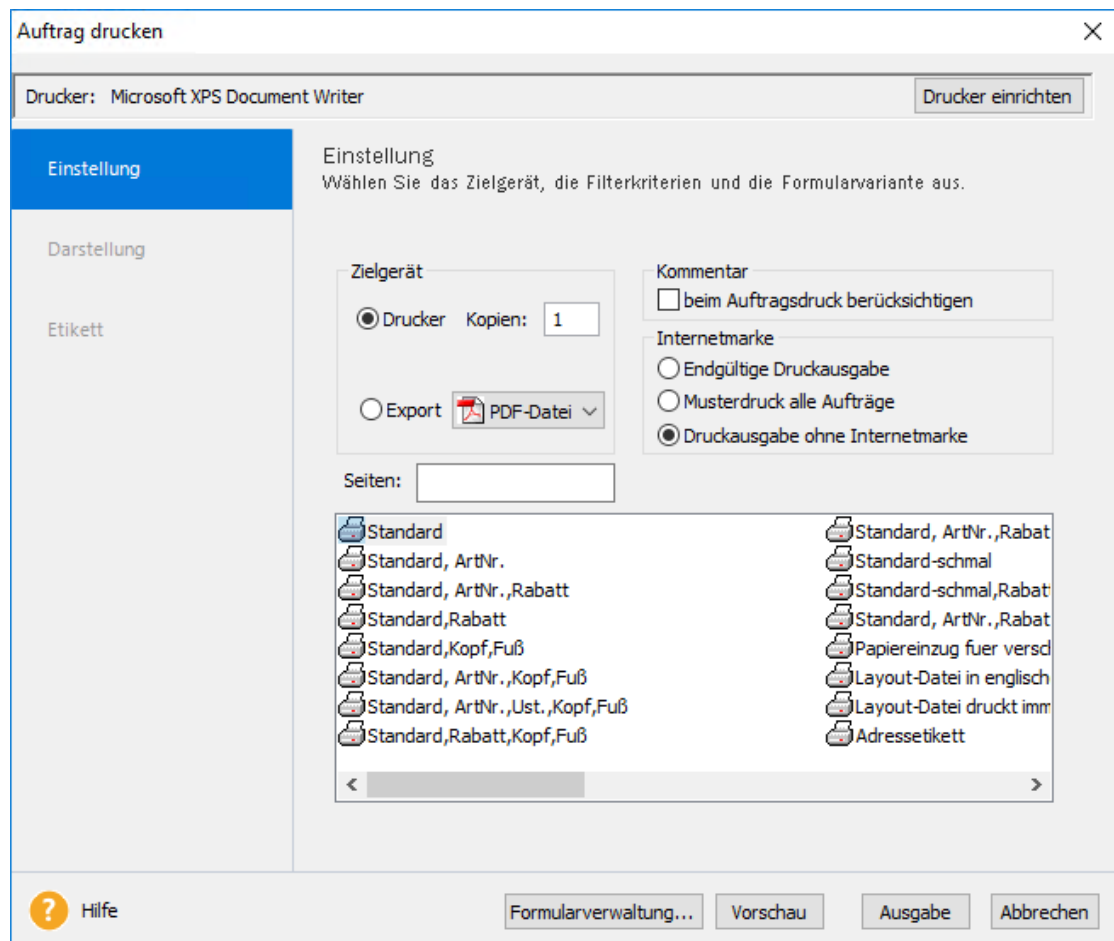 Auftrag drucken
Drucker: Microsoft XPS Document Writer
Drucker einrichten
Einstellung
Darstellung
Etikett
Einstellung
Wählen Sie das Zielgerät, die Filterkriterien und die Formularvariante aus.
Zielgerät
Drucker Kopien: 1
Export PDF-Datei
Kommentar
beim Auftragsdruck berücksichtigen
Internetmarke
Endgültige Druckausgabe
Musterdruck alle Aufträge
Druckausgabe ohne Internetmarke
Seiten:
Standard
Standard, ArtNr.
Standard, ArtNr.,Rabatt
Standard,Rabatt
Standard,Kopf,Fuß
Standard, ArtNr.,Kopf,Fuß
Standard, ArtNr.,Ust.,Kopf,Fuß
Standard,Rabatt,Kopf,Fuß
Standard, ArtNr.,Rabat
Standard-schmal
Standard-schmal,Rabat
Standard, ArtNr.,Rabat
Papiereinzug fuer versc
Layout-Datei in englisch
Layout-Datei druckt imm
Adressetikett
? Hilfe
Formularverwaltung...
Vorschau
Ausgabe
Abbrechen